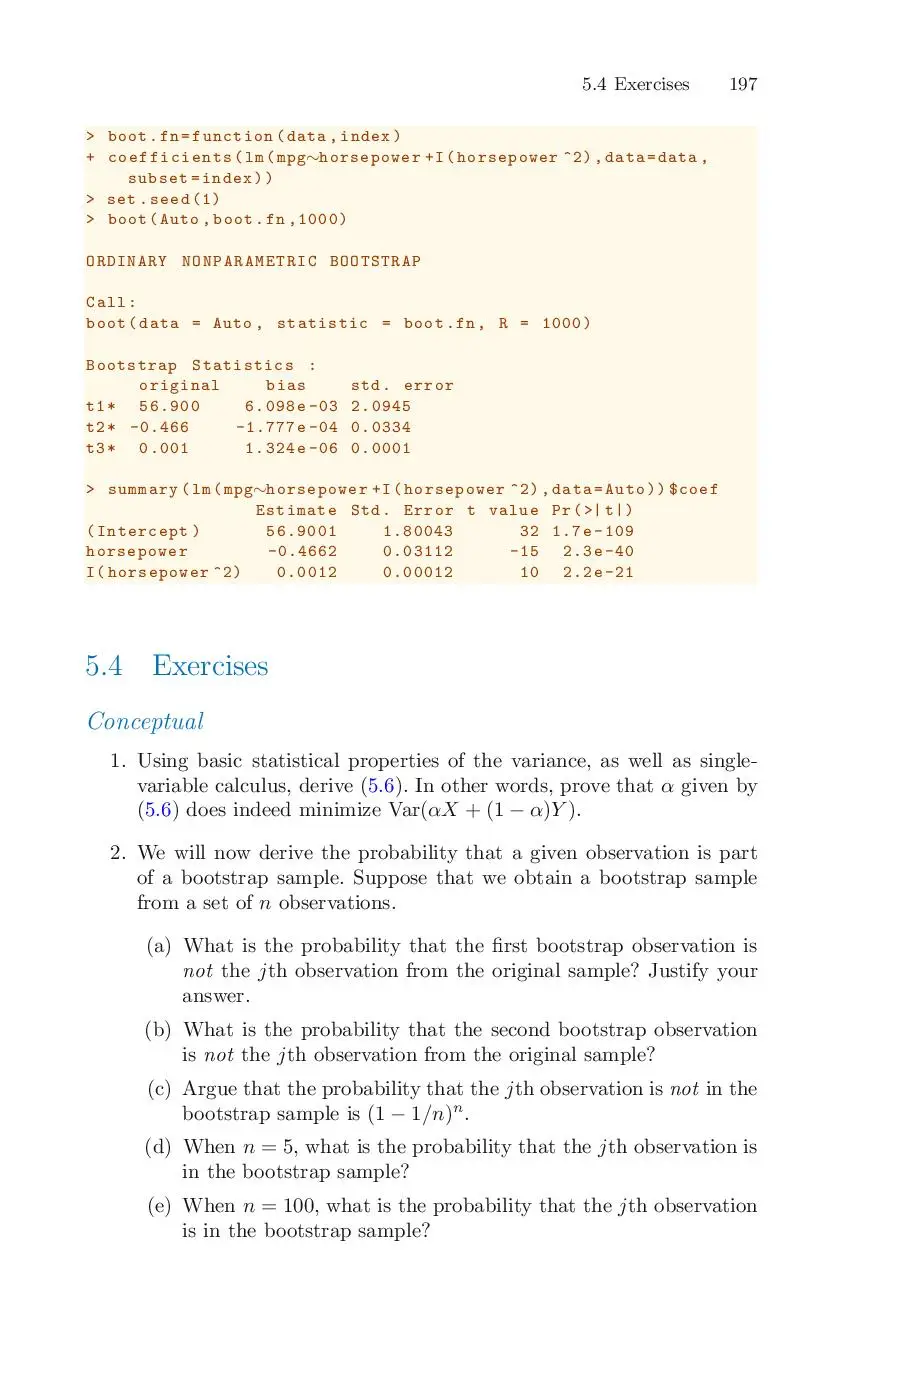 5.4 Exercises 197
> boot.fn=function(data,index)
+ coefficients(lm(mpg∼horsepower+I(horsepower^2),data=data,
subset=index))
> set.seed(1)
> boot(Auto,boot.fn,1000)
ORDINARY NONPARAMETRIC BOOTSTRAP
Call:
boot(data = Auto, statistic = boot.fn, R = 1000)
Bootstrap Statistics :
original bias std. error
t1* 56.900 6.098e-03 2.0945
t2* -0.466 -1.777e-04 0.0334
t3* 0.001 1.324e-06 0.0001
> summary(lm(mpg∼horsepower+I(horsepower^2),data=Auto))$coef
Estimate Std. Error t value Pr(>|t|)
(Intercept) 56.9001 1.80043 32 1.7e-109
horsepower -0.4662 0.03112 -15 2.3e-40
I(horsepower^2) 0.0012 0.00012 10 2.2e-21
5.4 Exercises
Conceptual
1. Using basic statistical properties of the variance, as well as single-
variable calculus, derive (5.6). In other words, prove that α given by
(5.6) does indeed minimize Var(αX + (1 − α)Y).
2. We will now derive the probability that a given observation is part
of a bootstrap sample. Suppose that we obtain a bootstrap sample
from a set of n observations.
(a) What is the probability that the first bootstrap observation is
not the jth observation from the original sample? Justify your
answer.
(b) What is the probability that the second bootstrap observation
is not the jth observation from the original sample?
(c) Argue that the probability that the jth observation is not in the
bootstrap sample is (1 − 1/n)^n.
(d) When n = 5, what is the probability that the jth observation is
in the bootstrap sample?
(e) When n = 100, what is the probability that the jth observation
is in the bootstrap sample?